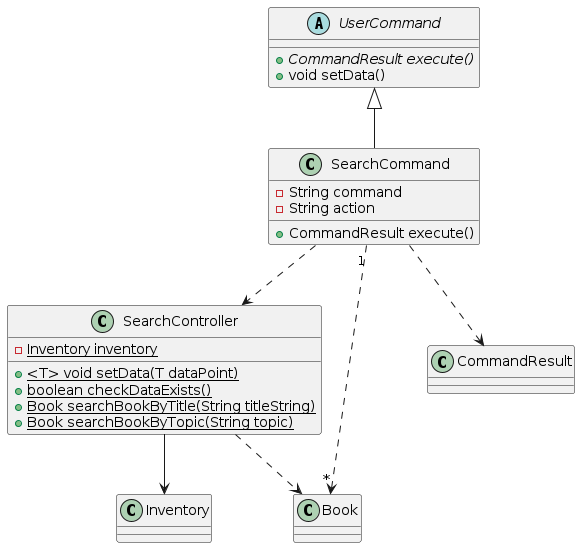 A UserCommand
CommandResult execute()
void setData()
C SearchCommand
String command
String action
CommandResult execute()
1
C SearchController
Inventory inventory
<T> void setData(T dataPoint)
boolean checkDataExists()
Book searchBookByTitle(String titleString)
Book searchBookByTopic(String topic)
C CommandResult
*
C Inventory
C Book